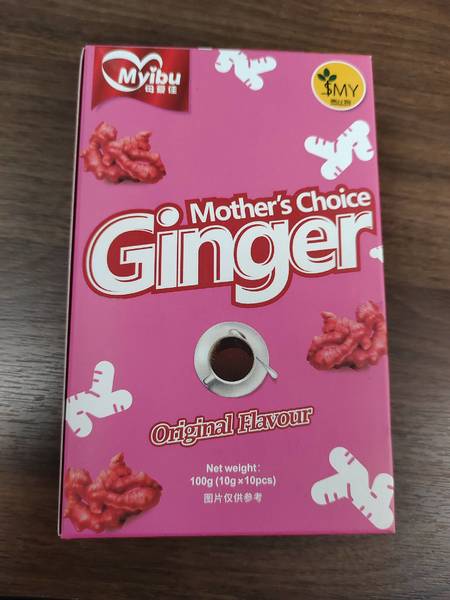 Myibu
母爱佳
$MY
Mother's Choice
Ginger
Original Flavour
Net weight:
100g (10g×10pcs)
图片仅供参考